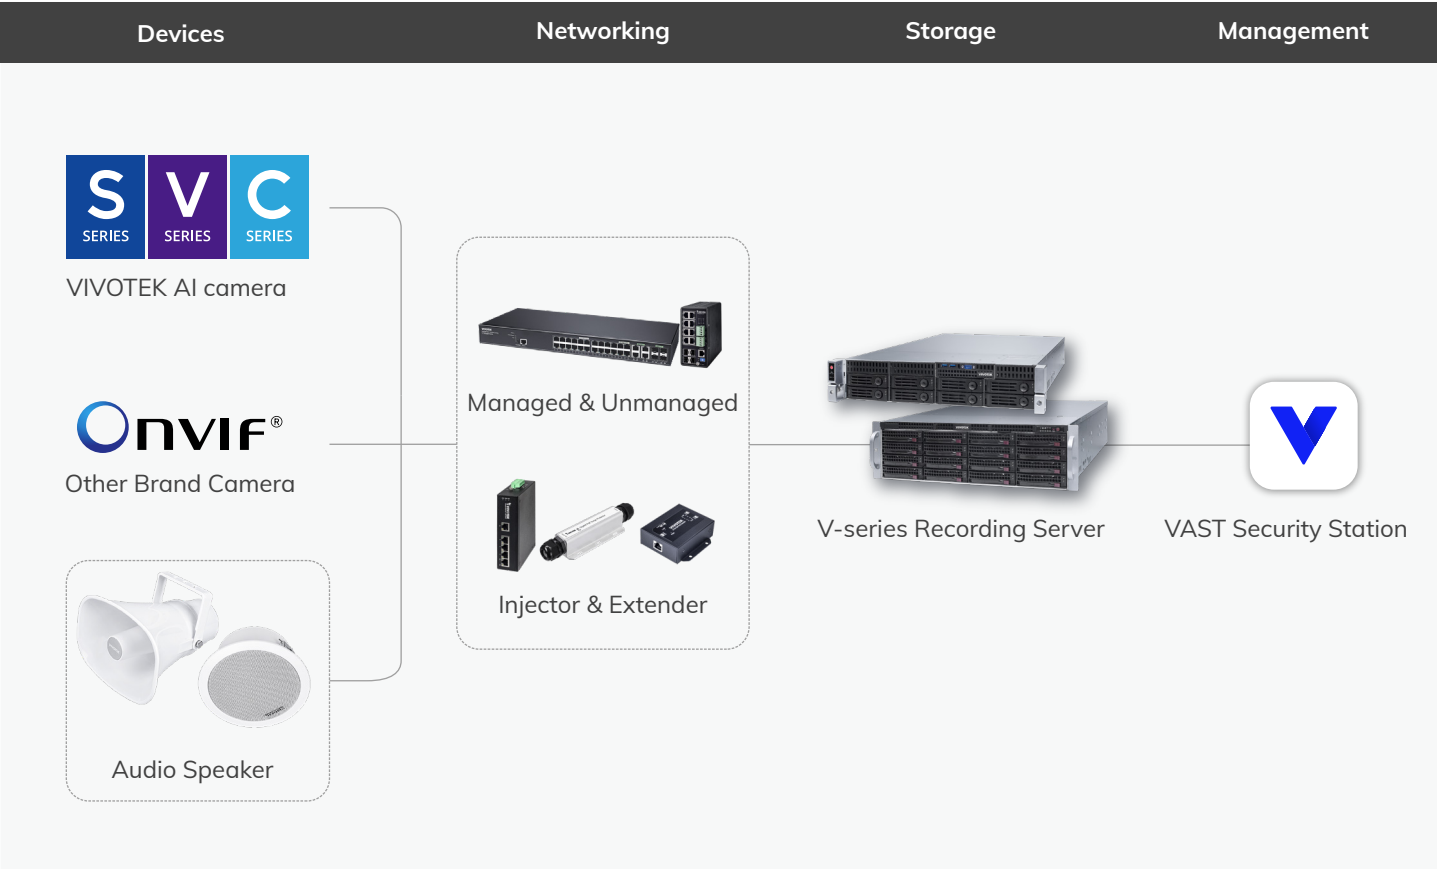 Devices
Networking
Storage
Management
S
SERIES
V
SERIES
C
SERIES
VIVOTEK AI camera
ONVIF®
Other Brand Camera
Audio Speaker
Managed & Unmanaged
Injector & Extender
V-series Recording Server
VAST Security Station